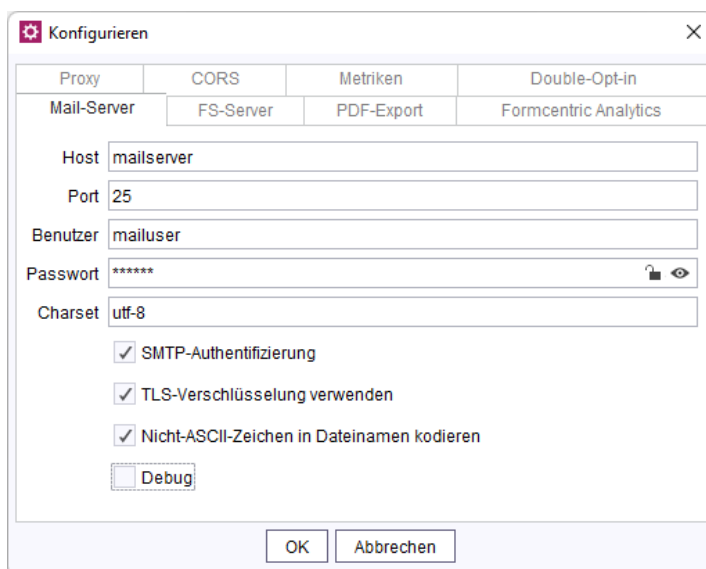 Konfigurieren
Proxy CORS Metriken Double-Opt-in
Mail-Server FS-Server PDF-Export Formcentric Analytics
Host mailserver
Port 25
Benutzer mailuser
Passwort ******
Charset utf-8
SMTP-Authentifizierung
TLS-Verschlüsselung verwenden
Nicht-ASCII-Zeichen in Dateinamen kodieren
Debug
OK Abbrechen